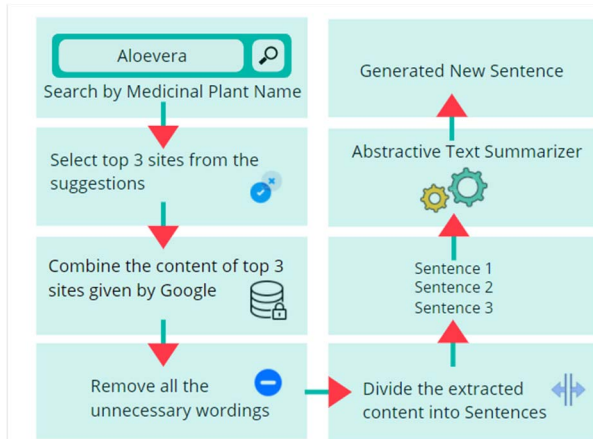 Aloevera
Search by Medicinal Plant Name
Select top 3 sites from the
suggestions
Combine the content of top 3
sites given by Google
Remove all the
unnecessary wordings
Divide the extracted
content into Sentences
Sentence 1
Sentence 2
Sentence 3
Abstractive Text Summarizer
Generated New Sentence